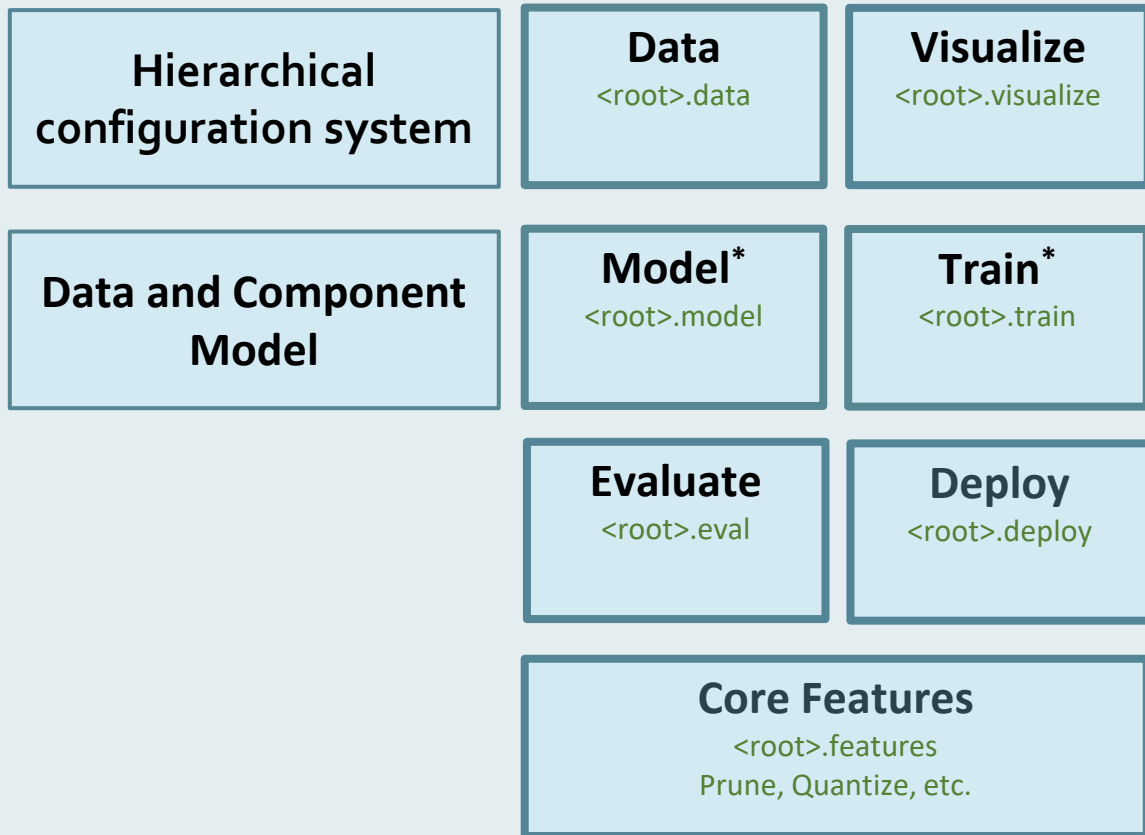 Hierarchical
configuration system
Data
<root>.data
Visualize
<root>.visualize
Data and Component
Model
Model*
<root>.model
Train*
<root>.train
Evaluate
<root>.eval
Deploy
<root>.deploy
Core Features
<root>.features
Prune, Quantize, etc.